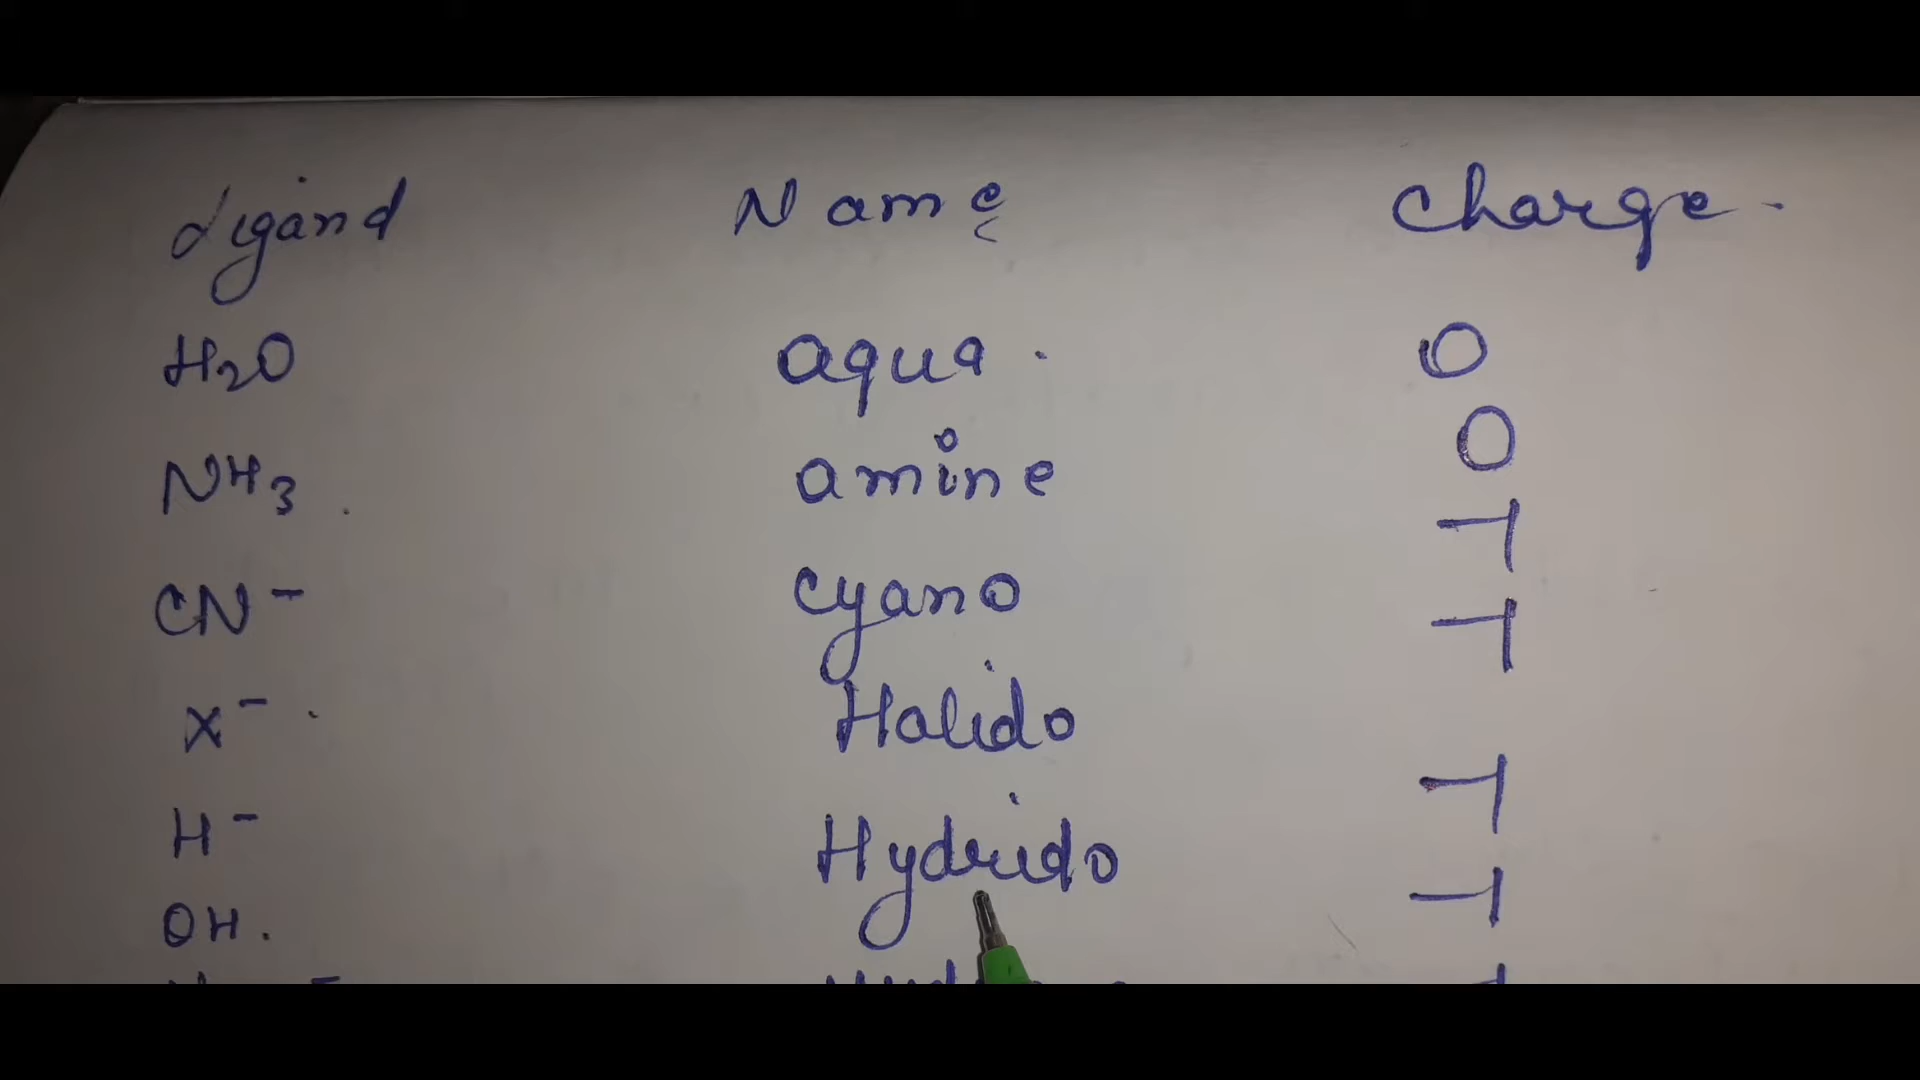 Ligand Name Charge.
H2O aqua. 0
NH3. amine 0
CN- cyano -1
X-. Halido -1
H- Hydrido -1
OH. -1